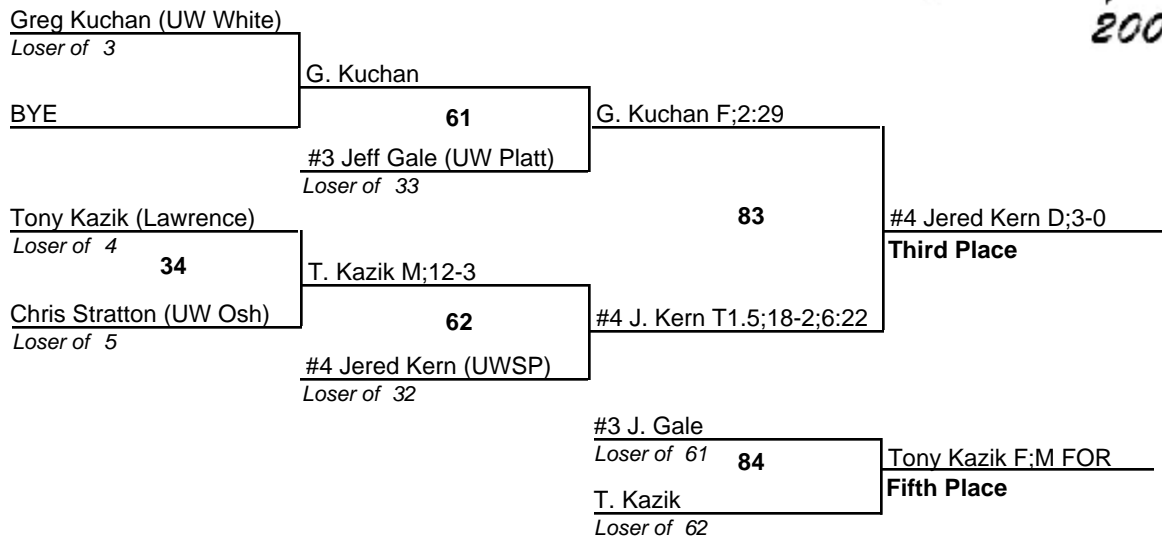 Greg Kuchan (UW White)
Loser of 3
G. Kuchan
BYE
61
G. Kuchan F;2:29
#3 Jeff Gale (UW Platt)
Loser of 33
Tony Kazik (Lawrence)
Loser of 4
34
83
#4 Jered Kern D;3-0
Third Place
T. Kazik M;12-3
Chris Stratton (UW Osh)
Loser of 5
62
#4 J. Kern T1.5;18-2;6:22
#4 Jered Kern (UWSP)
Loser of 32
#3 J. Gale
Loser of 61
84
Tony Kazik F;M FOR
Fifth Place
T. Kazik
Loser of 62